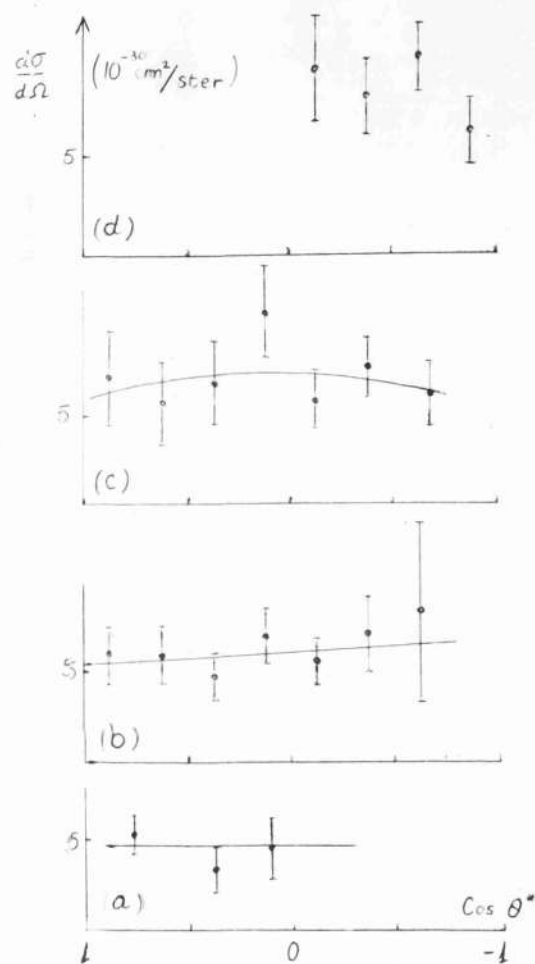 dσ
dΩ
(10⁻³⁰ cm²/ster)
5
(d)
5
(c)
5
(b)
5
(a)
Cos θ*
1 0 -1